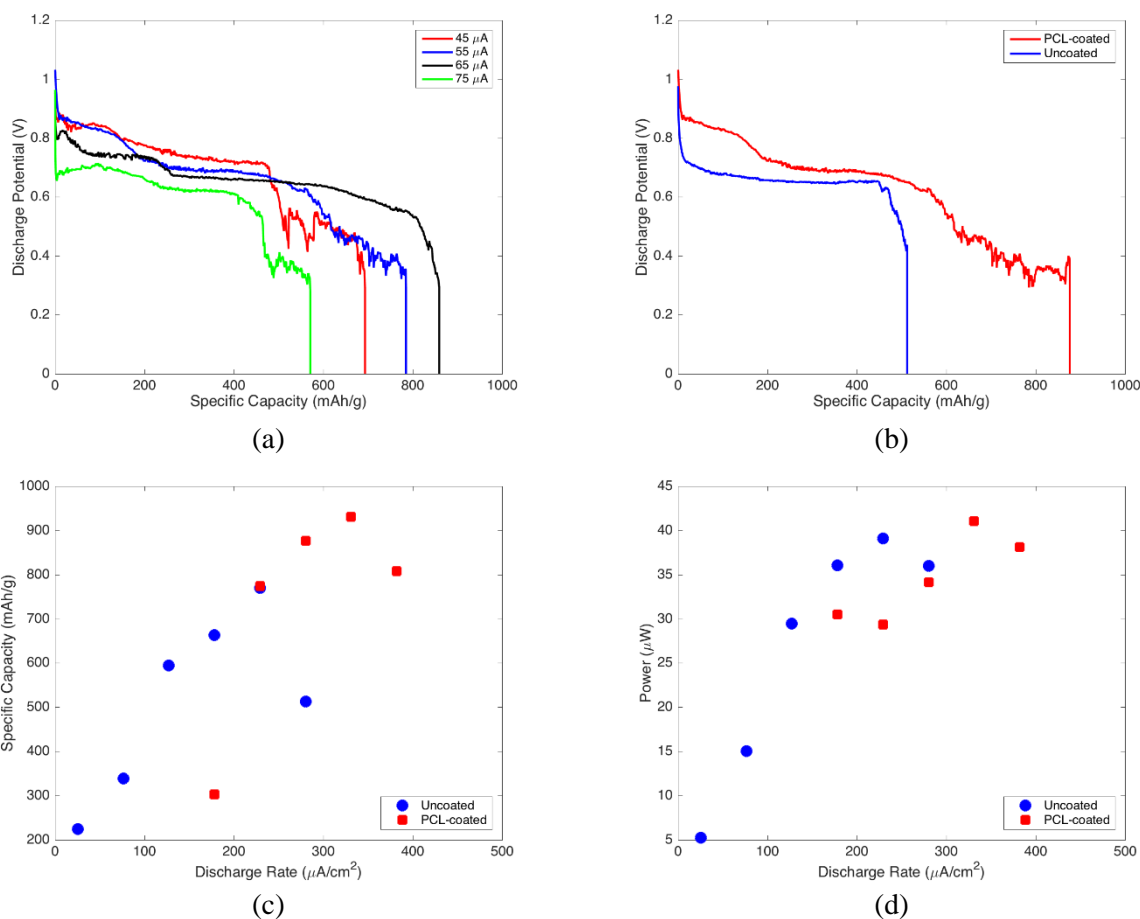 1.2
1
0.8
0.6
0.4
0.2
0
0 200 400 600 800 1000
Discharge Potential (V)
Specific Capacity (mAh/g)
45 μA
55 μA
65 μA
75 μA
(a)
1.2
1
0.8
0.6
0.4
0.2
0
0 200 400 600 800 1000
Discharge Potential (V)
Specific Capacity (mAh/g)
PCL-coated
Uncoated
(b)
1000
900
800
700
600
500
400
300
200
0 100 200 300 400 500
Specific Capacity (mAh/g)
Discharge Rate (μA/cm²)
Uncoated
PCL-coated
(c)
45
40
35
30
25
20
15
10
5
0 100 200 300 400 500
Power (μW)
Discharge Rate (μA/cm²)
Uncoated
PCL-coated
(d)